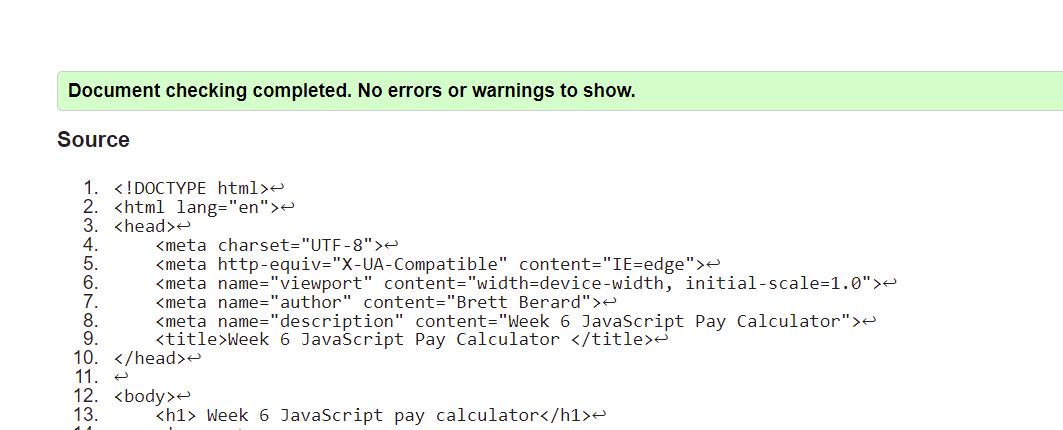 Document checking completed. No errors or warnings to show.
Source
1. <!DOCTYPE html>↩
2. <html lang="en">↩
3. <head>↩
4.     <meta charset="UTF-8">↩
5.     <meta http-equiv="X-UA-Compatible" content="IE=edge">↩
6.     <meta name="viewport" content="width=device-width, initial-scale=1.0">↩
7.     <meta name="author" content="Brett Berard">↩
8.     <meta name="description" content="Week 6 JavaScript Pay Calculator">↩
9.     <title>Week 6 JavaScript Pay Calculator </title>↩
10. </head>↩
11. ↩
12. <body>↩
13.     <h1> Week 6 JavaScript pay calculator</h1>↩